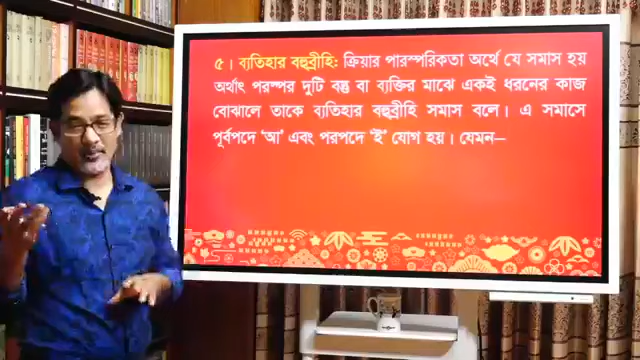 ৫। ব্যতিহার বহুব্রীহি: ক্রিয়ার পারস্পরিকতা অর্থে যে সমাস হয়
অর্থাৎ পরস্পর দুটি বস্তু বা ব্যক্তির মাঝে একই ধরনের কাজ
বোঝালে তাকে ব্যতিহার বহুব্রীহি সমাস বলে। এ সমাসে
পূর্বপদে ‘আ’ এবং পরপদে ‘ই’ যোগ হয়। যেমন–